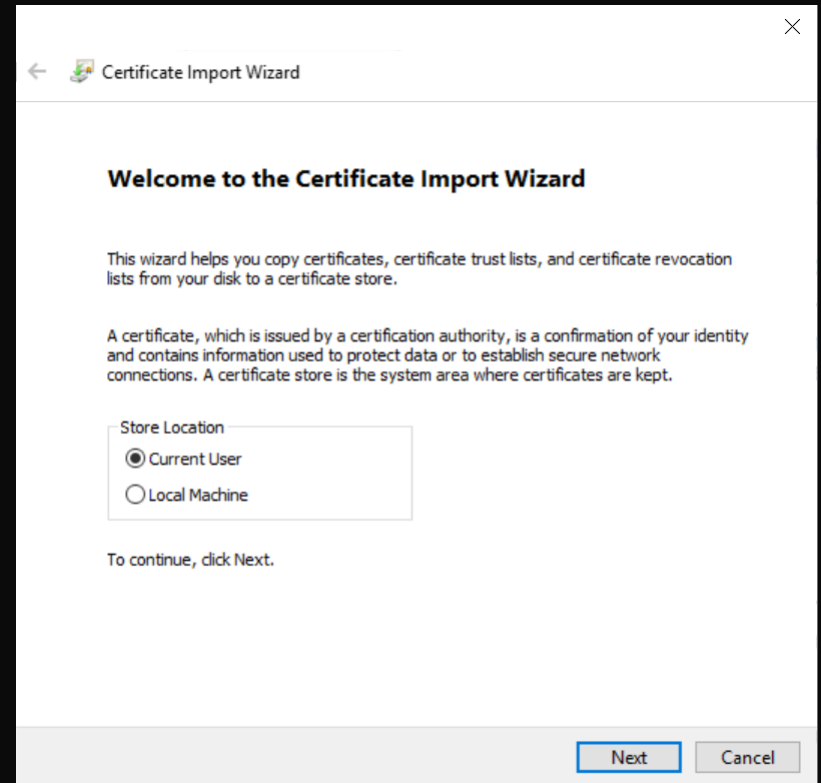 Certificate Import Wizard
Welcome to the Certificate Import Wizard
This wizard helps you copy certificates, certificate trust lists, and certificate revocation
lists from your disk to a certificate store.
A certificate, which is issued by a certification authority, is a confirmation of your identity
and contains information used to protect data or to establish secure network
connections. A certificate store is the system area where certificates are kept.
Store Location
Current User
Local Machine
To continue, click Next.
Next
Cancel